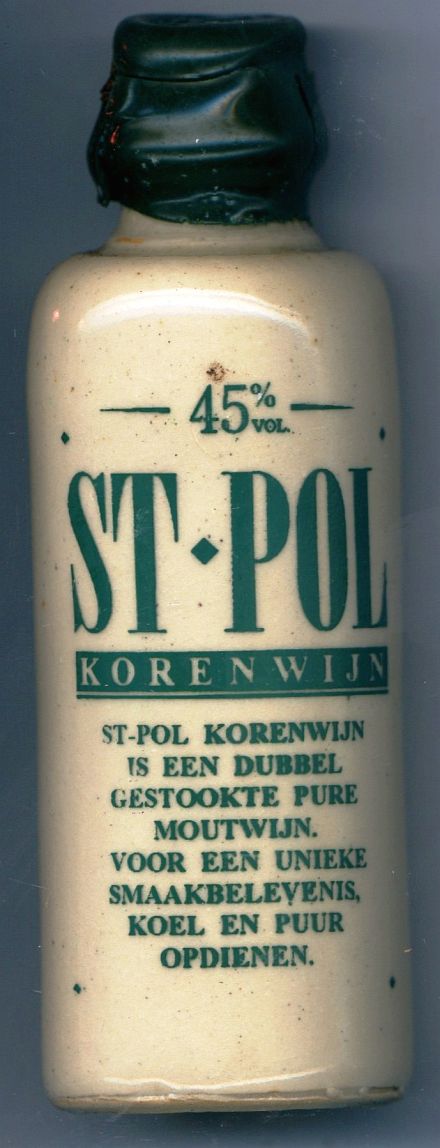 45% VOL.
ST·POL
KORENWIJN
ST-POL KORENWIJN
IS EEN DUBBEL
GESTOOKTE PURE
MOUTWIJN.
VOOR EEN UNIEKE
SMAAKBELEVENIS,
KOEL EN PUUR
OPDIENEN.